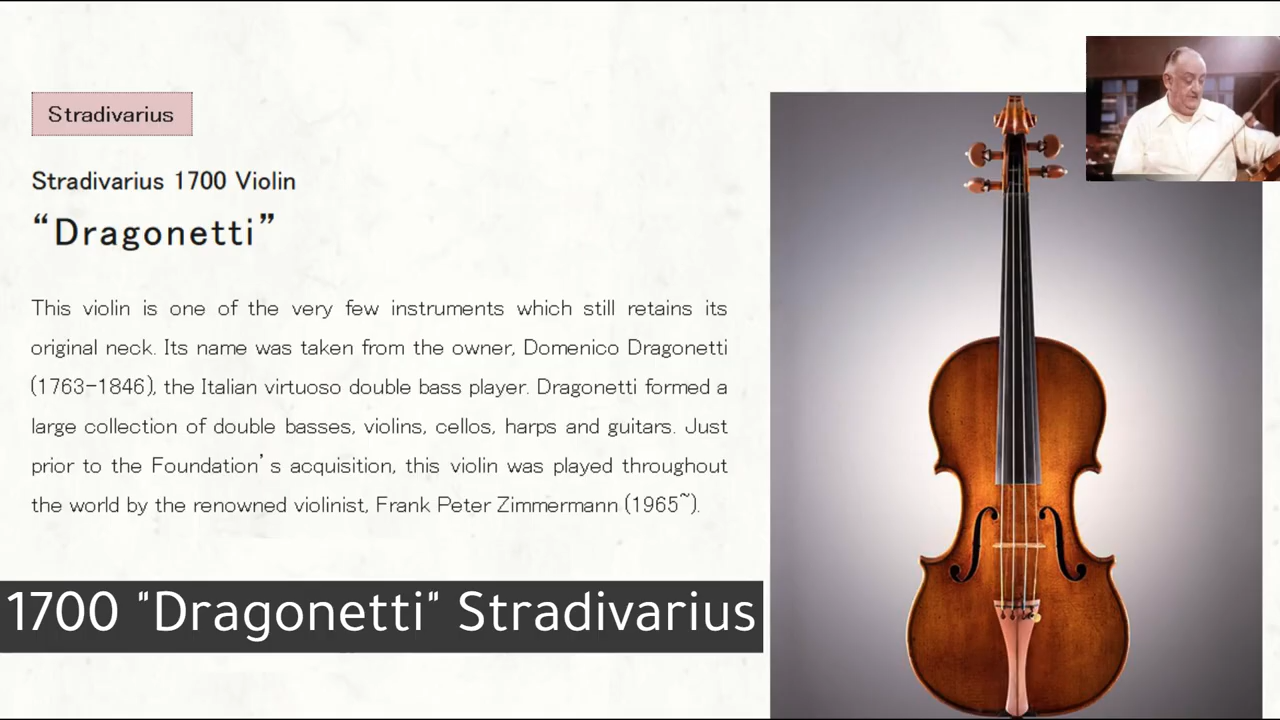 Stradivarius
Stradivarius 1700 Violin
“Dragonetti”
This violin is one of the very few instruments which still retains its
original neck. Its name was taken from the owner, Domenico Dragonetti
(1763-1846), the Italian virtuoso double bass player. Dragonetti formed a
large collection of double basses, violins, cellos, harps and guitars. Just
prior to the Foundation’s acquisition, this violin was played throughout
the world by the renowned violinist, Frank Peter Zimmermann (1965~).
1700 "Dragonetti" Stradivarius